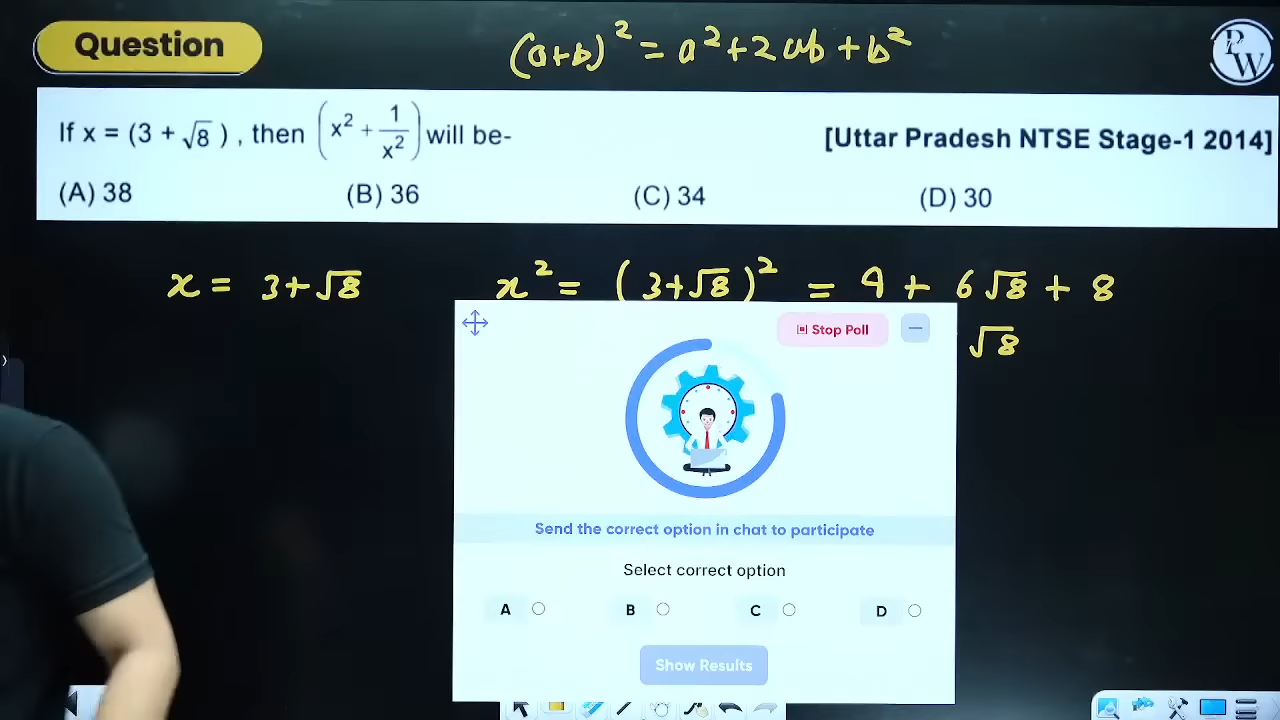 Question
(a+b)² = a² + 2ab + b²
PW
If x = (3 + √8), then (x² + 1/x²) will be- [Uttar Pradesh NTSE Stage-1 2014]
(A) 38 (B) 36 (C) 34 (D) 30
x = 3+√8 x² = (3+√8)² = 9 + 6√8 + 8
√8
Stop Poll
Send the correct option in chat to participate
Select correct option
A B C D
Show Results